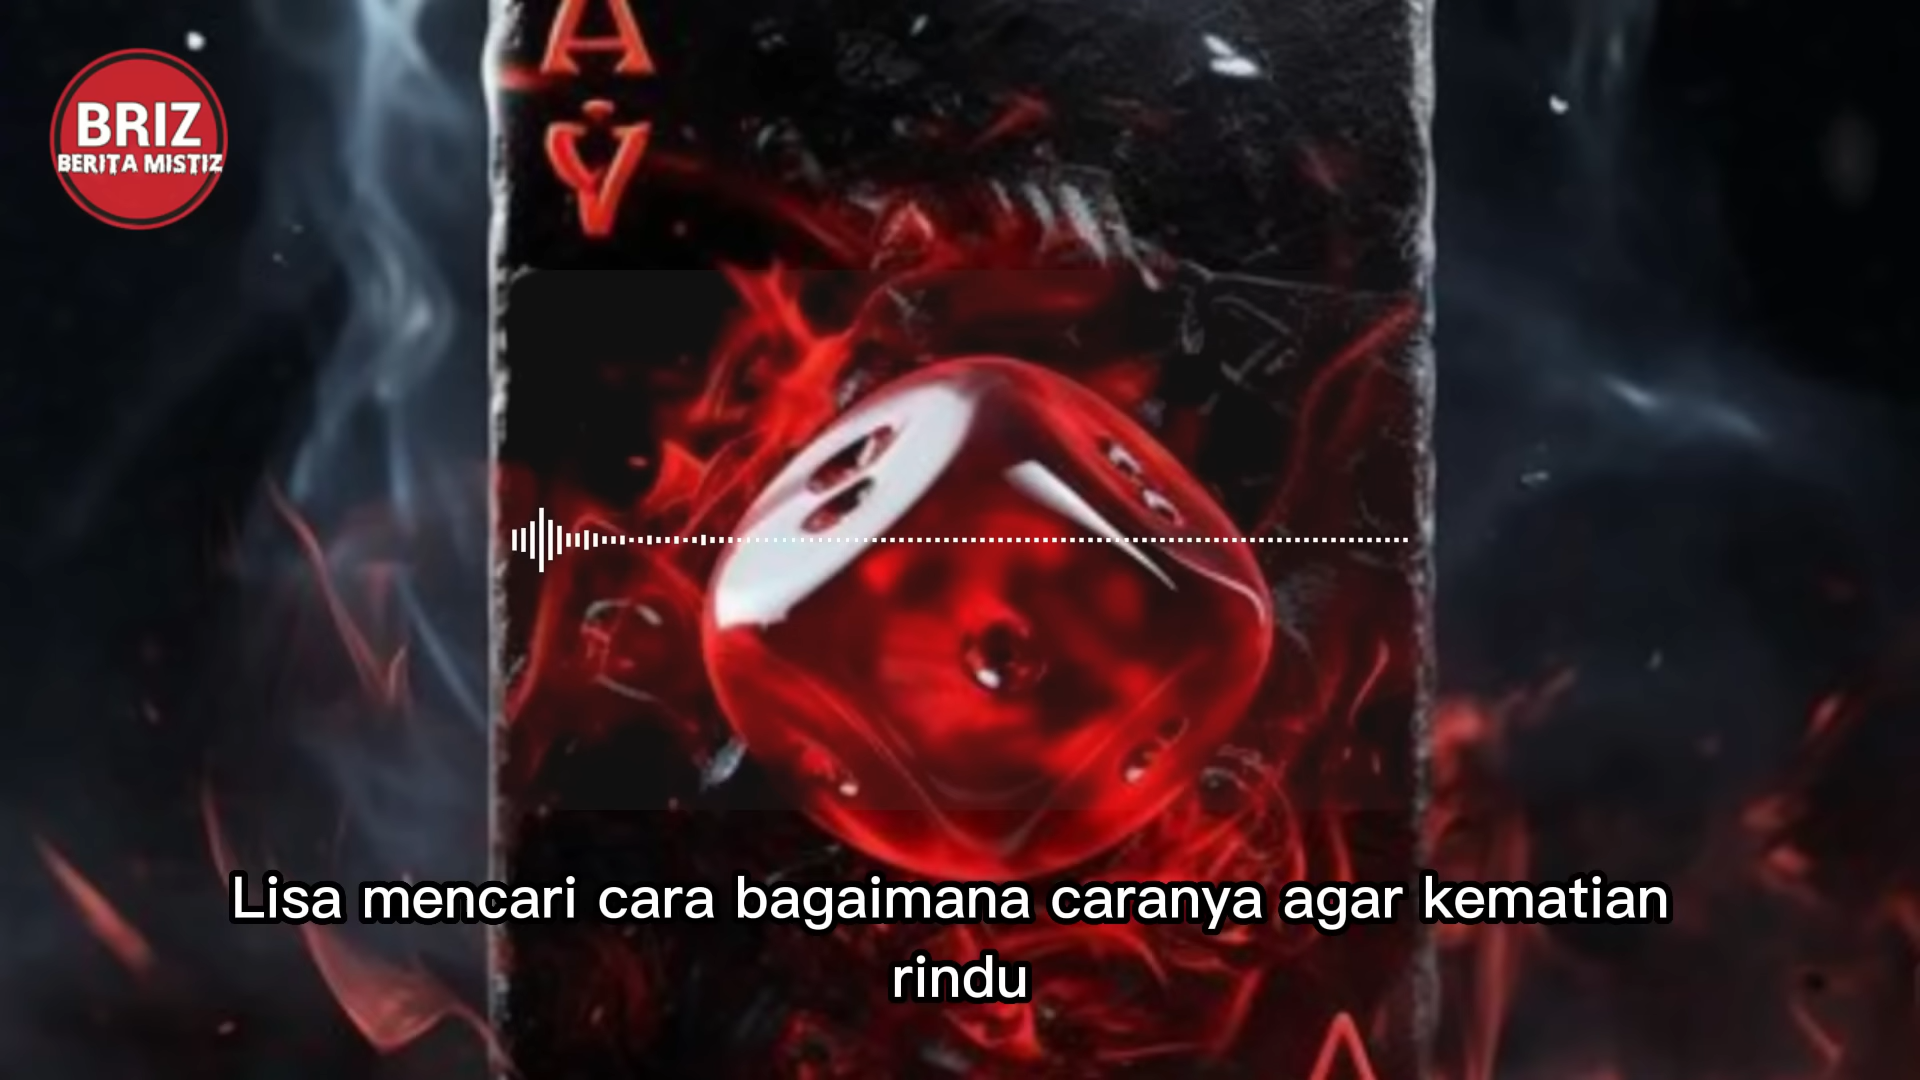 A
A
BRIZ
BERITA MISTIZ
Lisa mencari cara bagaimana caranya agar kematian
rindu
A